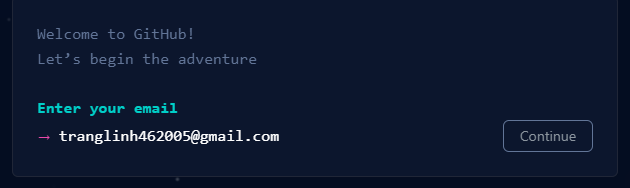 Welcome to GitHub!
Let’s begin the adventure
Enter your email
→ tranglinh462005@gmail.com
Continue